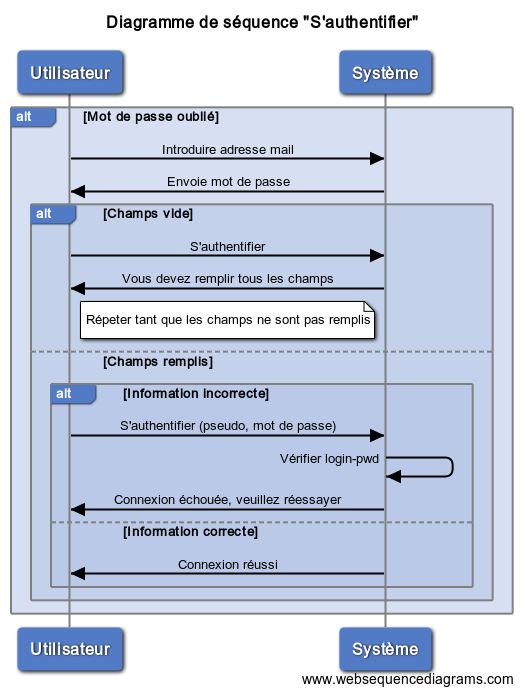 Diagramme de séquence "S'authentifier"
Utilisateur Système
alt [Mot de passe oublié]
Introduire adresse mail
Envoie mot de passe
alt [Champs vide]
S'authentifier
Vous devez remplir tous les champs
Répeter tant que les champs ne sont pas remplis
[Champs remplis]
alt [Information incorrecte]
S'authentifier (pseudo, mot de passe)
Vérifier login-pwd
Connexion échouée, veuillez réessayer
[Information correcte]
Connexion réussi
Utilisateur Système
www.websequencediagrams.com